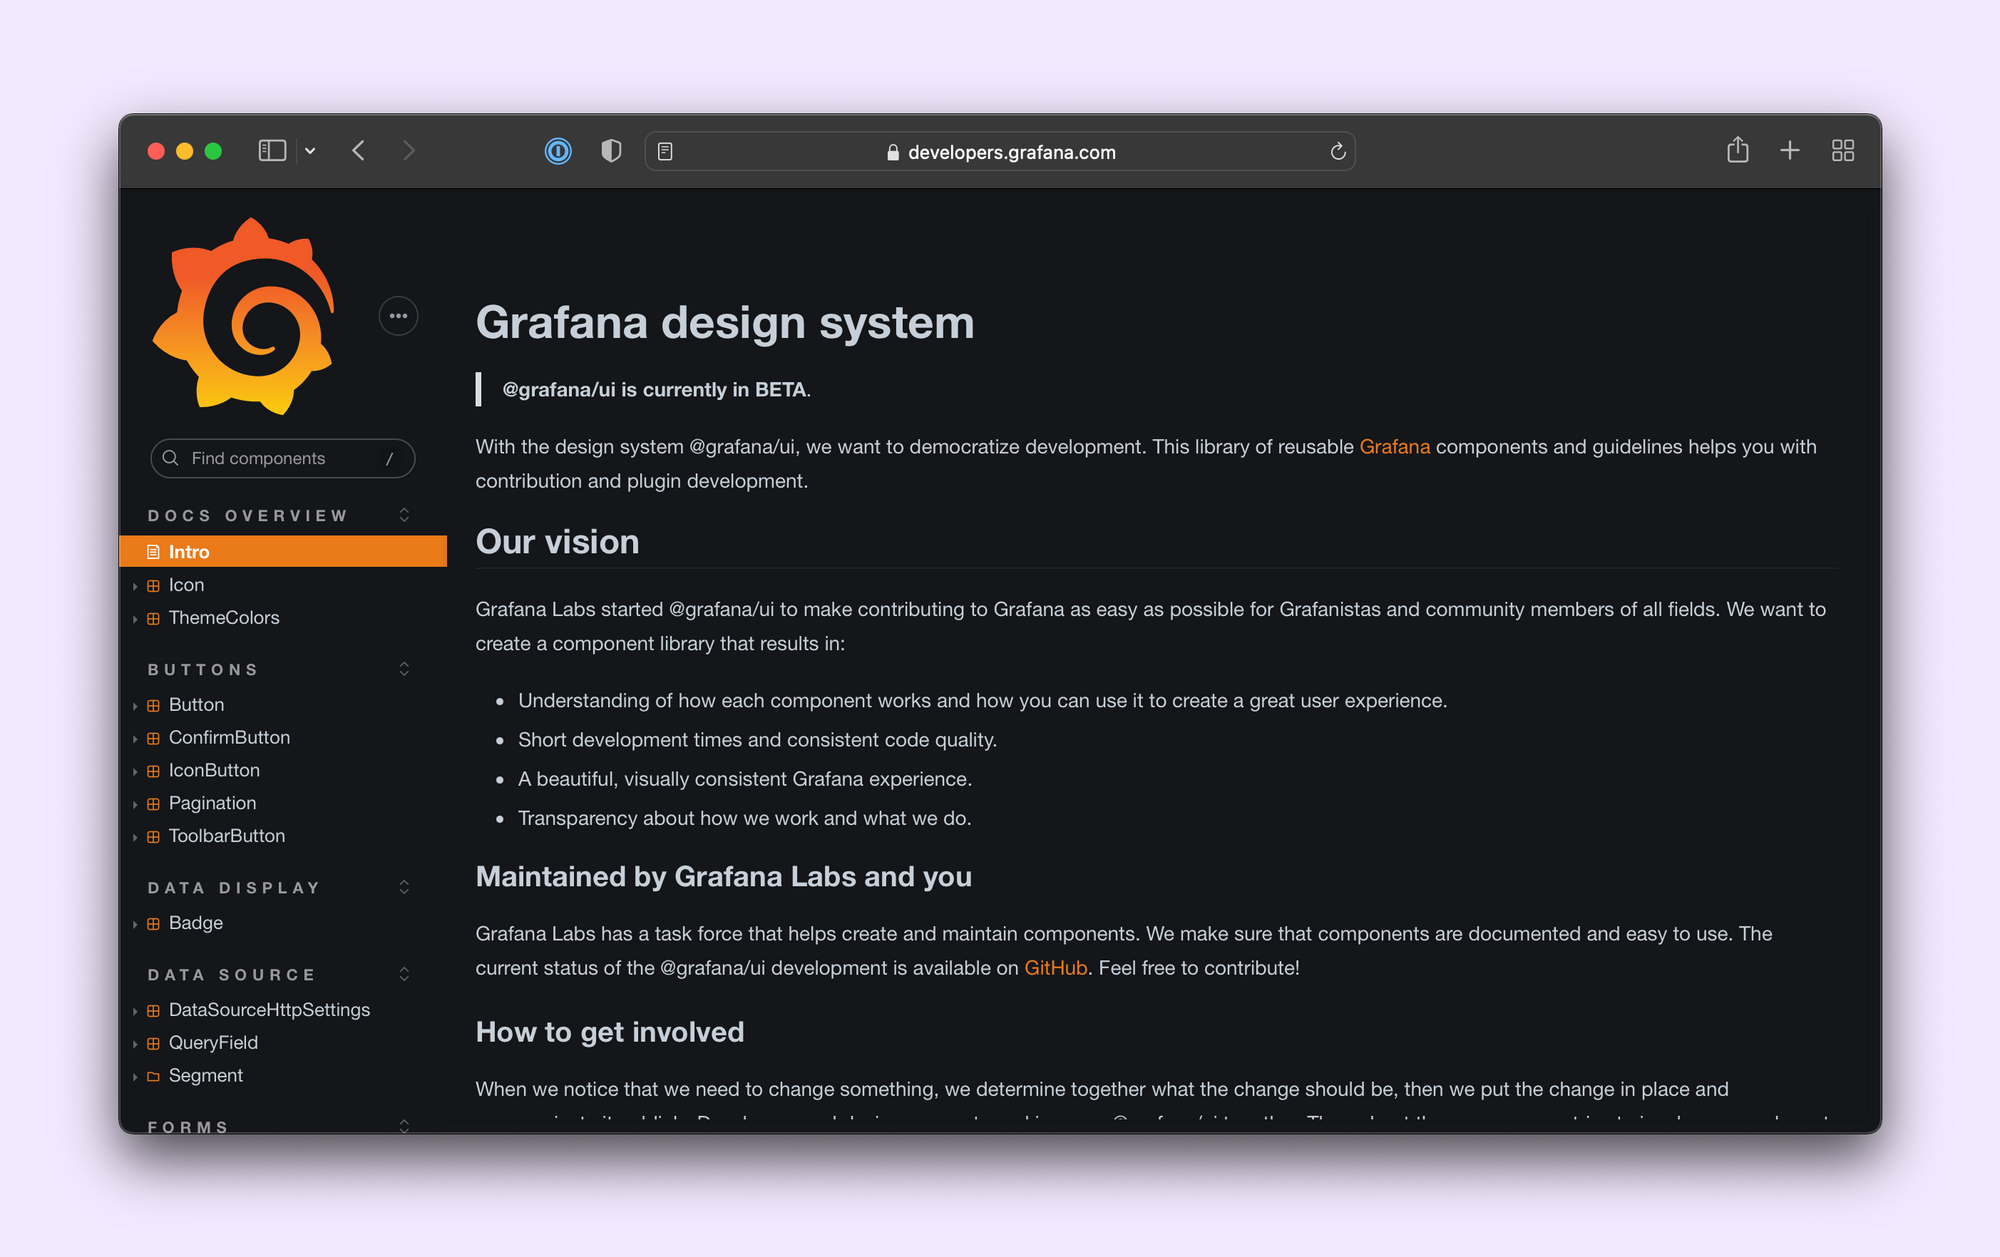 developers.grafana.com
Find components /
DOCS OVERVIEW
Intro
Icon
ThemeColors
BUTTONS
Button
ConfirmButton
IconButton
Pagination
ToolbarButton
DATA DISPLAY
Badge
DATA SOURCE
DataSourceHttpSettings
QueryField
Segment
FORMS
Grafana design system
@grafana/ui is currently in BETA.
With the design system @grafana/ui, we want to democratize development. This library of reusable Grafana components and guidelines helps you with
contribution and plugin development.
Our vision
Grafana Labs started @grafana/ui to make contributing to Grafana as easy as possible for Grafanistas and community members of all fields. We want to
create a component library that results in:
• Understanding of how each component works and how you can use it to create a great user experience.
• Short development times and consistent code quality.
• A beautiful, visually consistent Grafana experience.
• Transparency about how we work and what we do.
Maintained by Grafana Labs and you
Grafana Labs has a task force that helps create and maintain components. We make sure that components are documented and easy to use. The
current status of the @grafana/ui development is available on GitHub. Feel free to contribute!
How to get involved
When we notice that we need to change something, we determine together what the change should be, then we put the change in place and